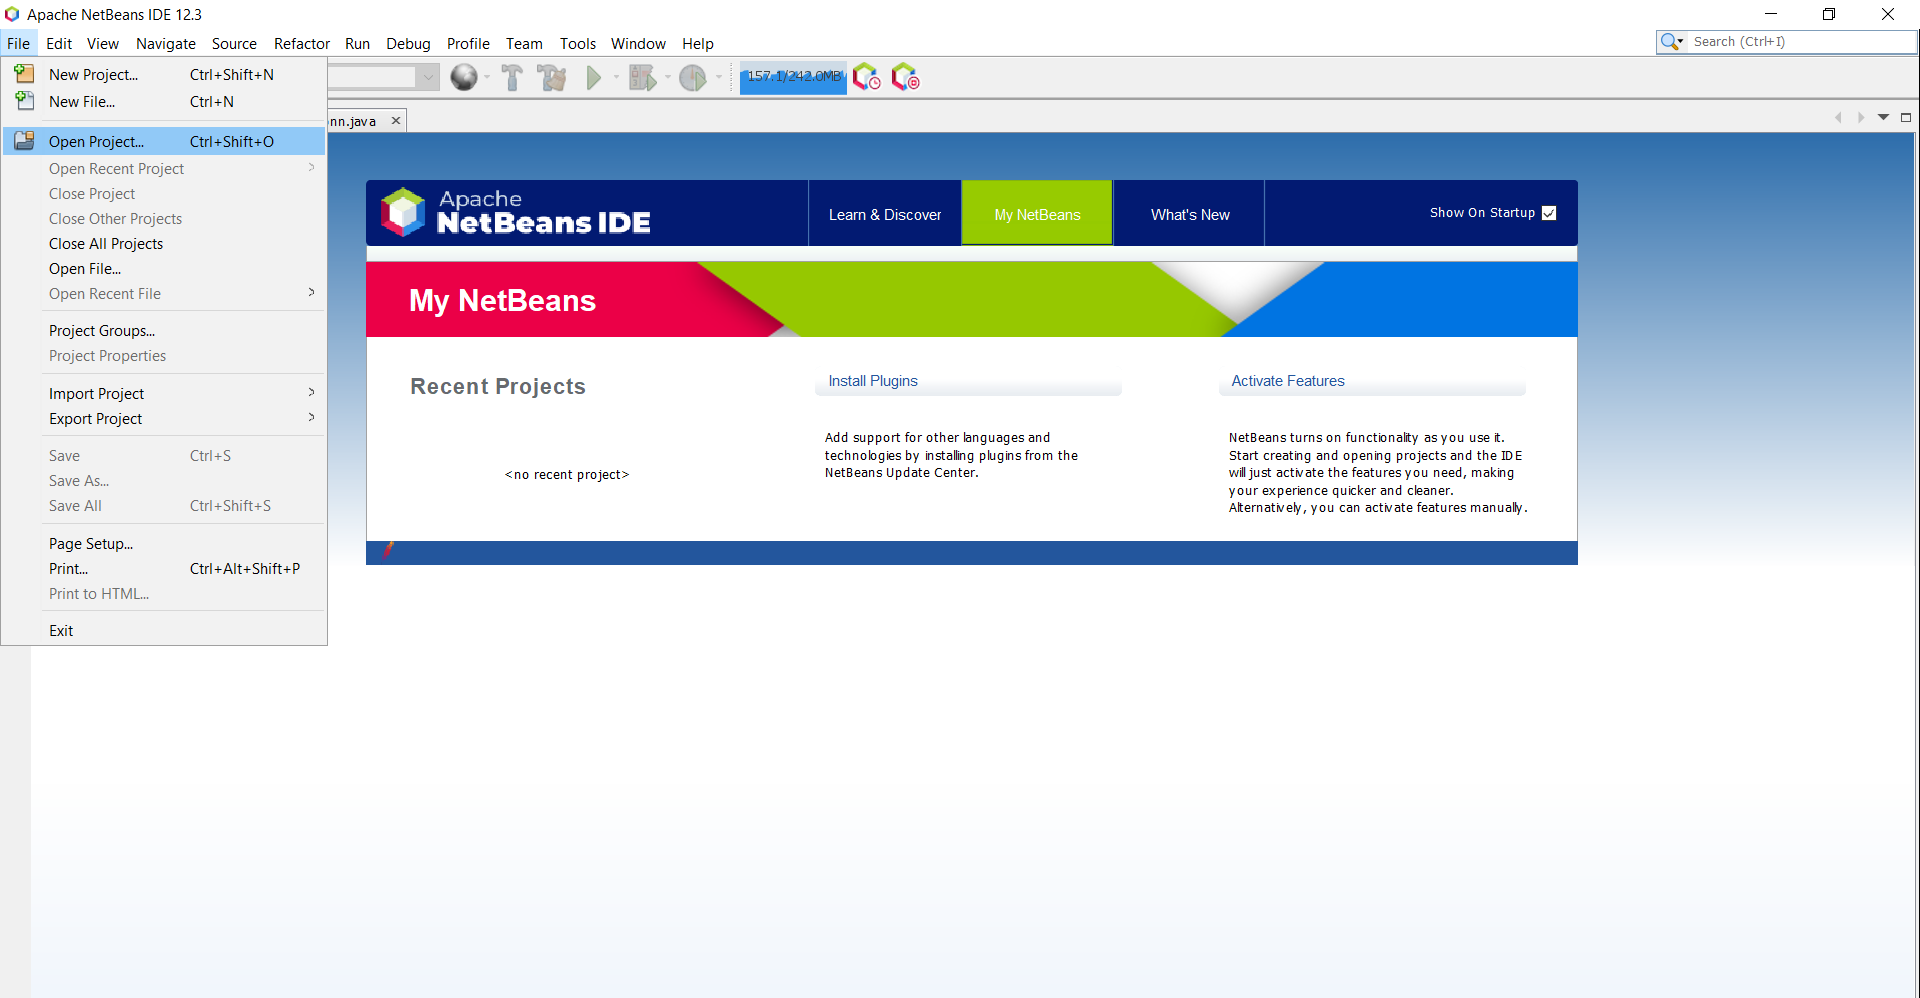 Apache NetBeans IDE 12.3
File Edit View Navigate Source Refactor Run Debug Profile Team Tools Window Help
Search (Ctrl+I)
New Project... Ctrl+Shift+N
New File... Ctrl+N
Open Project... Ctrl+Shift+O
Open Recent Project
Close Project
Close Other Projects
Close All Projects
Open File...
Open Recent File
Project Groups...
Project Properties
Import Project
Export Project
Save Ctrl+S
Save As...
Save All Ctrl+Shift+S
Page Setup...
Print... Ctrl+Alt+Shift+P
Print to HTML...
Exit
157.1/242.0MB
nn.java
Apache
NetBeans IDE
Learn & Discover
My NetBeans
What's New
Show On Startup
My NetBeans
Recent Projects
<no recent project>
Install Plugins
Add support for other languages and
technologies by installing plugins from the
NetBeans Update Center.
Activate Features
NetBeans turns on functionality as you use it.
Start creating and opening projects and the IDE
will just activate the features you need, making
your experience quicker and cleaner.
Alternatively, you can activate features manually.